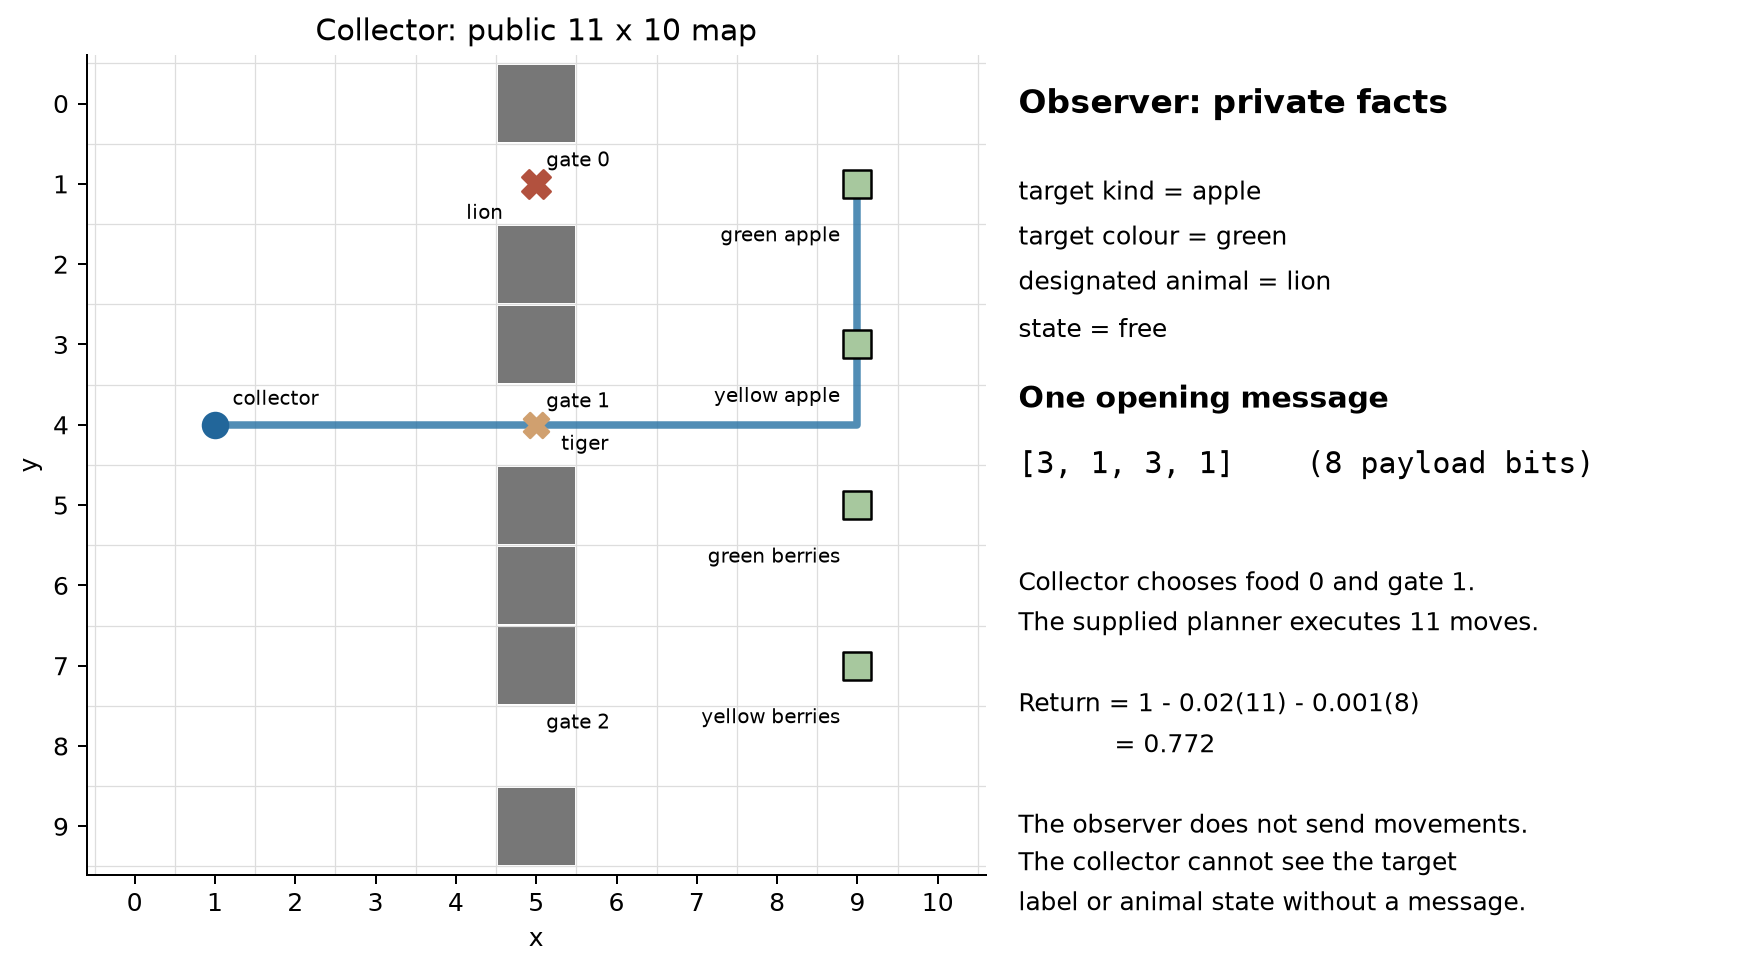 Collector: public 11 x 10 map
0
1
2
3
4
5
6
7
8
9
y
gate 0
lion
green apple
yellow apple
collector
gate 1
tiger
green berries
yellow berries
gate 2
0 1 2 3 4 5 6 7 8 9 10
x
Observer: private facts
target kind = apple
target colour = green
designated animal = lion
state = free
One opening message
[3, 1, 3, 1] (8 payload bits)
Collector chooses food 0 and gate 1.
The supplied planner executes 11 moves.
Return = 1 - 0.02(11) - 0.001(8)
= 0.772
The observer does not send movements.
The collector cannot see the target
label or animal state without a message.